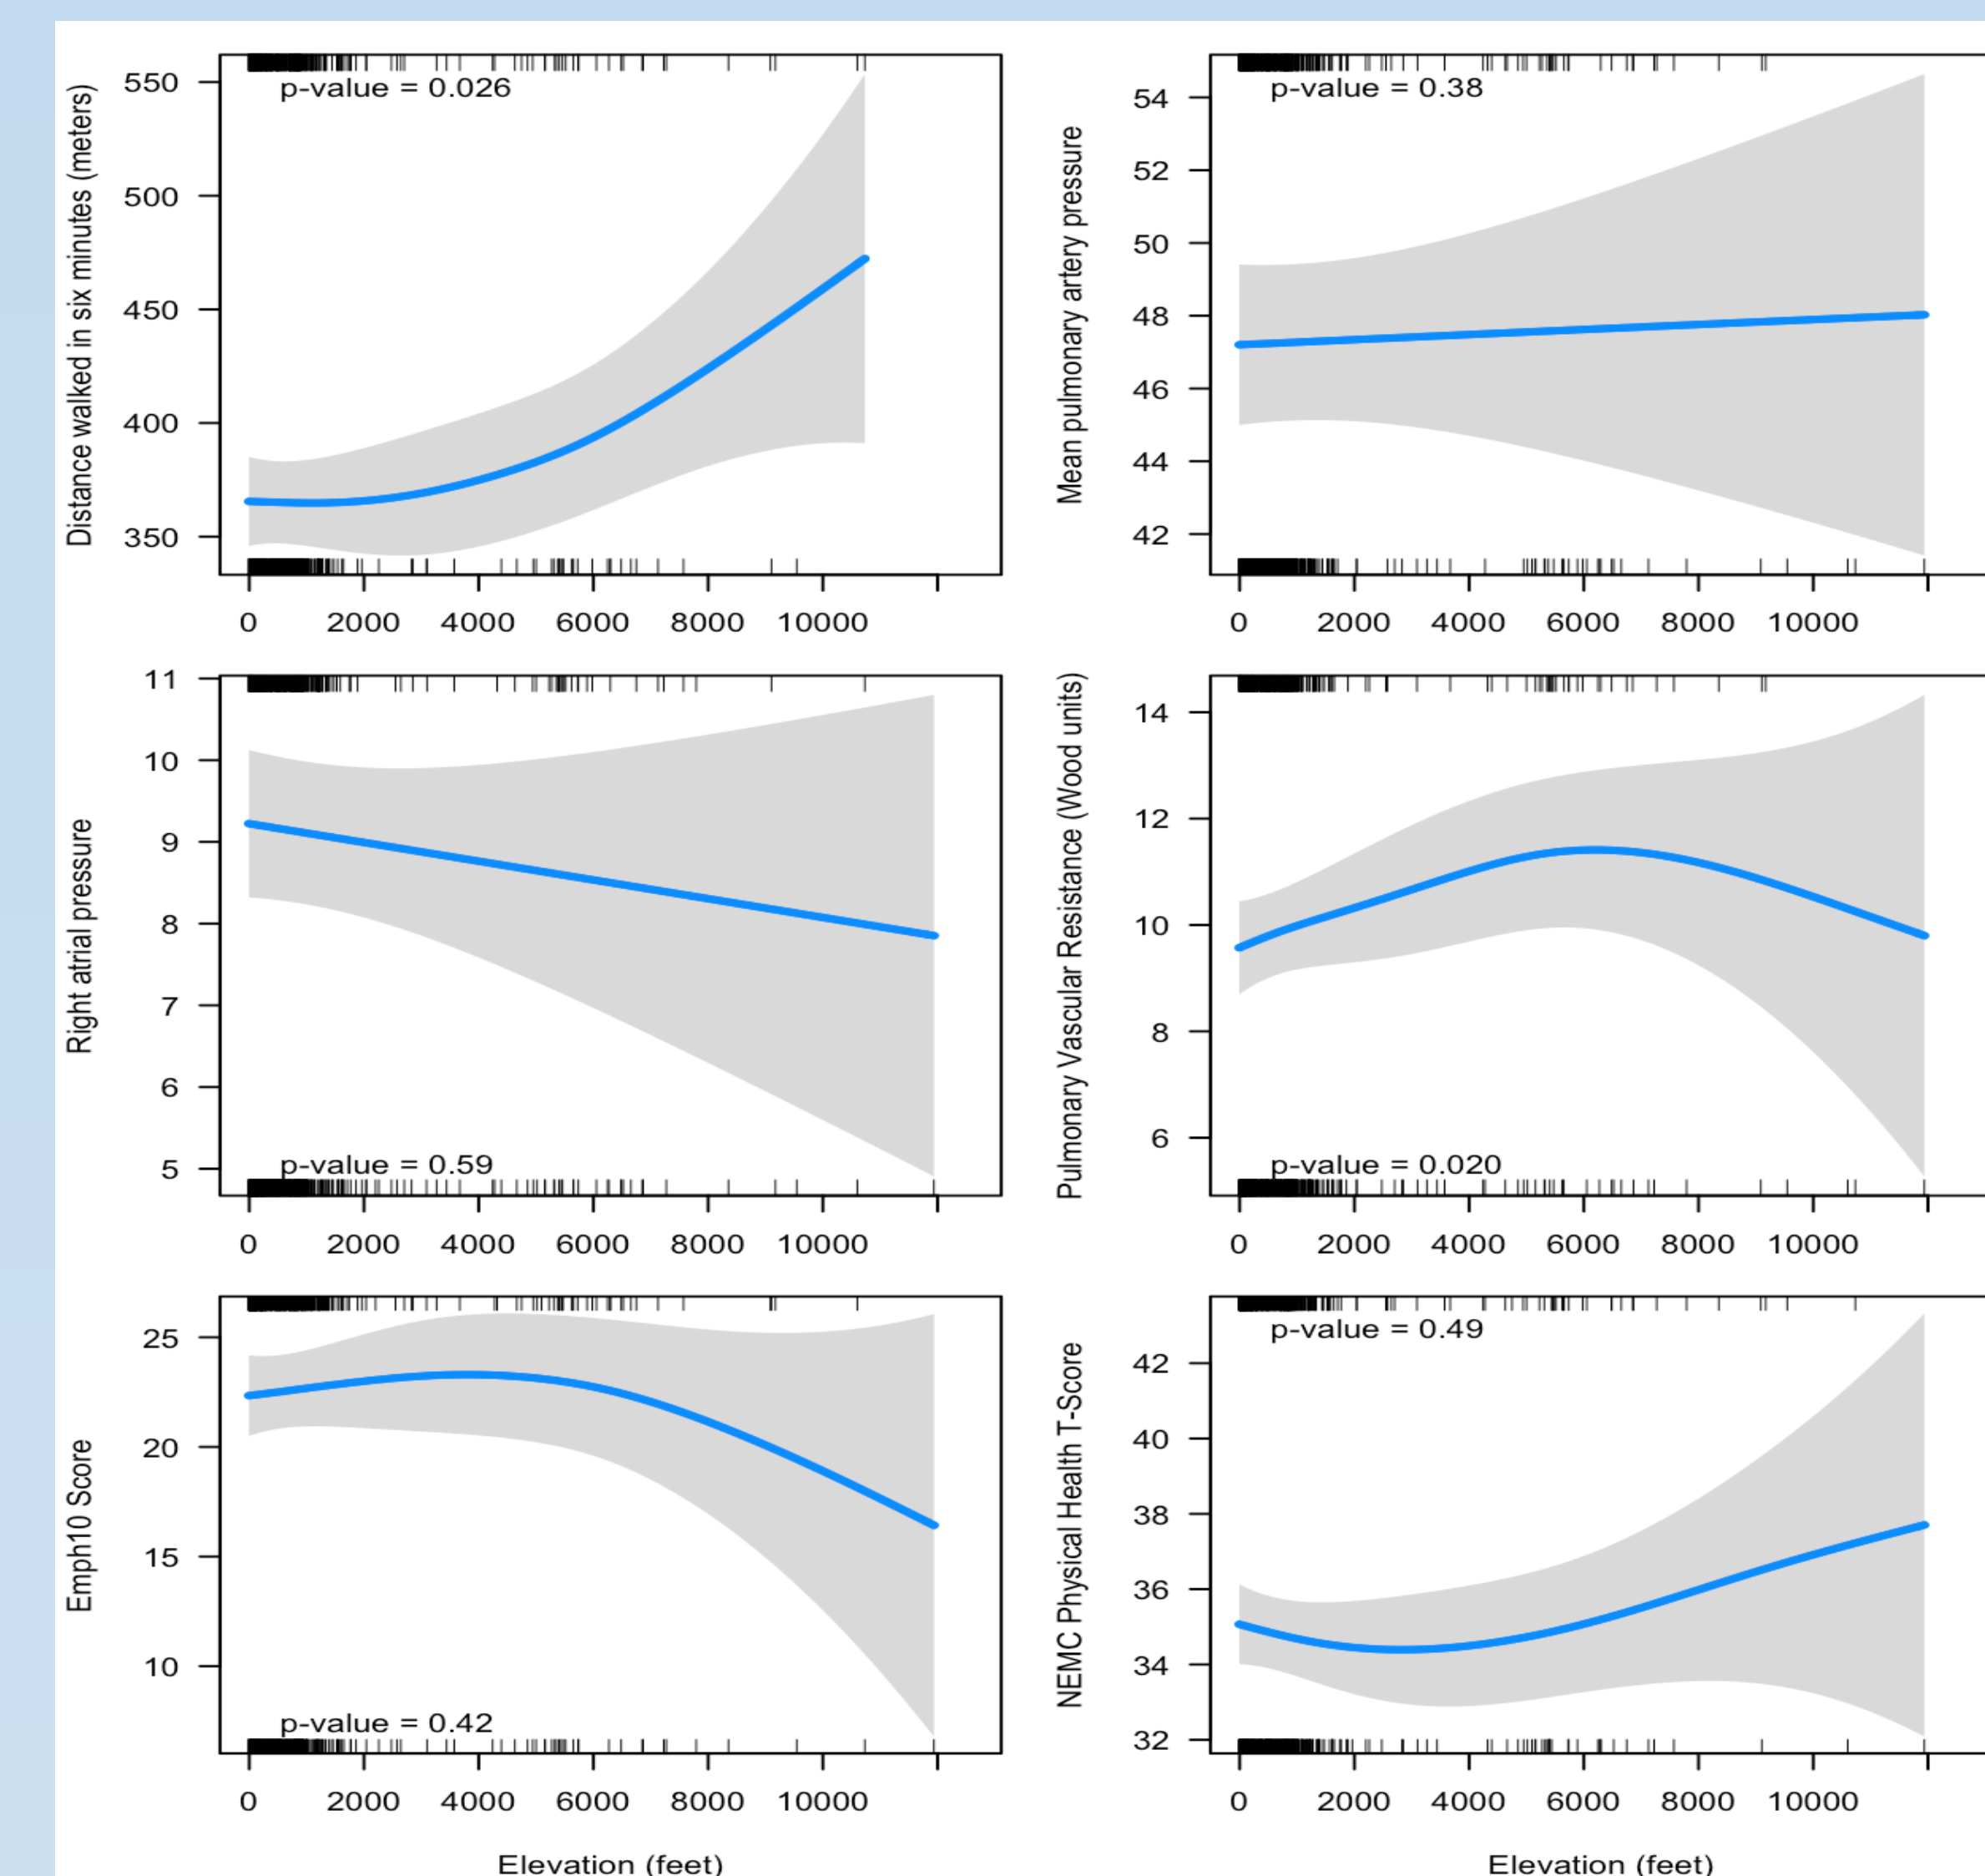 Distance walked in six minutes (meters)
550
500
450
400
350
p-value = 0.026
0 2000 4000 6000 8000 10000
Mean pulmonary artery pressure
54
52
50
48
46
44
42
p-value = 0.38
0 2000 4000 6000 8000 10000
Right atrial pressure
11
10
9
8
7
6
5
p-value = 0.59
0 2000 4000 6000 8000 10000
Pulmonary Vascular Resistance (Wood units)
14
12
10
8
6
p-value = 0.020
0 2000 4000 6000 8000 10000
Emph10 Score
25
20
15
10
p-value = 0.42
0 2000 4000 6000 8000 10000
Elevation (feet)
NEMC Physical Health T-Score
42
40
38
36
34
32
p-value = 0.49
0 2000 4000 6000 8000 10000
Elevation (feet)